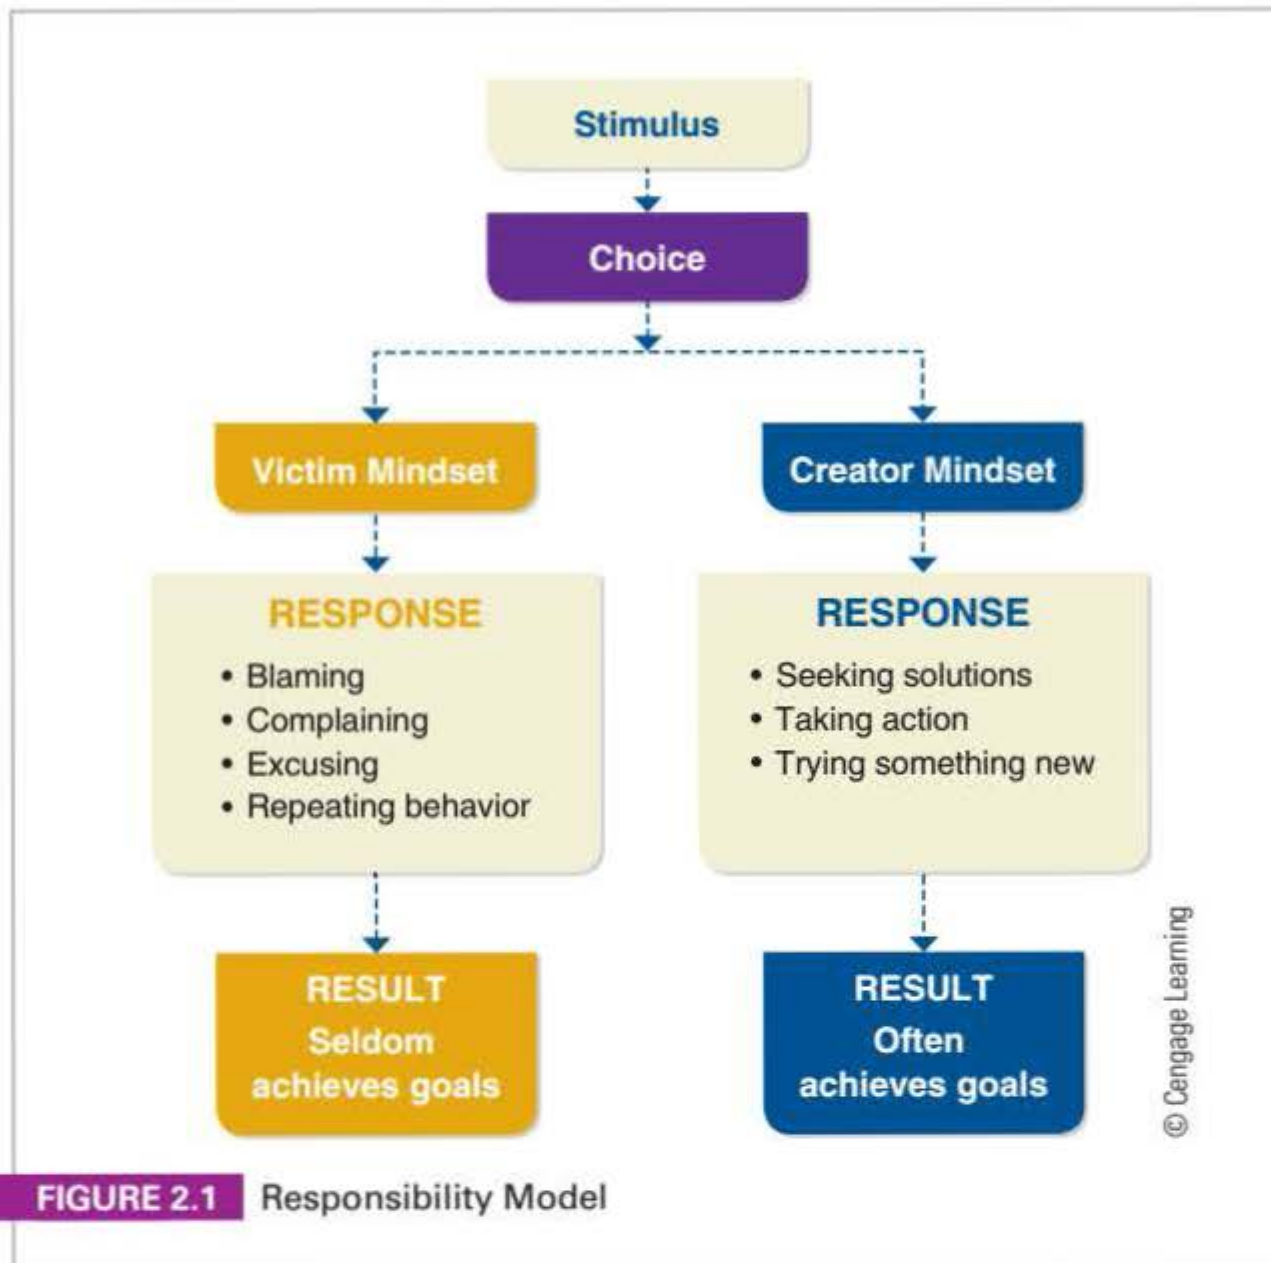 Stimulus
Choice
Victim Mindset
RESPONSE
• Blaming
• Complaining
• Excusing
• Repeating behavior
RESULT
Seldom
achieves goals
Creator Mindset
RESPONSE
• Seeking solutions
• Taking action
• Trying something new
RESULT
Often
achieves goals
© Cengage Learning
FIGURE 2.1 Responsibility Model